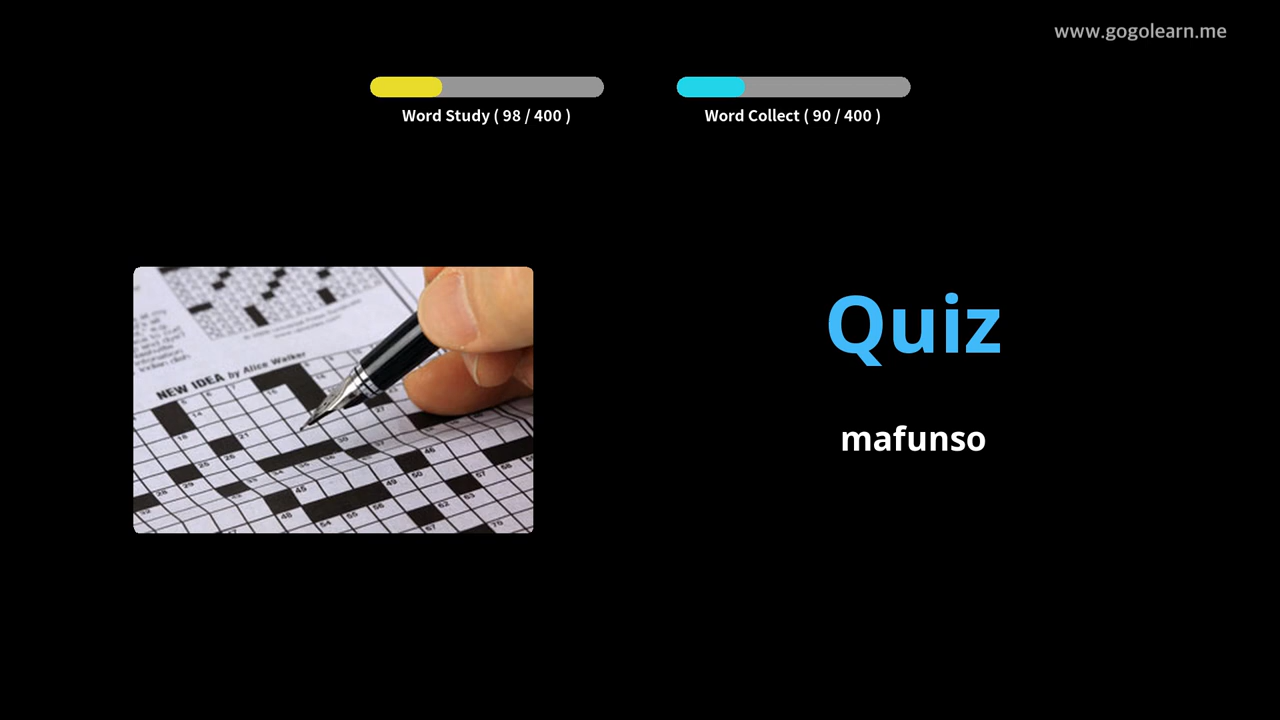 www.gogolearn.me
Word Study ( 98 / 400 )
Word Collect ( 90 / 400 )
Quiz
mafunso
NEW IDEA by Alice Walker